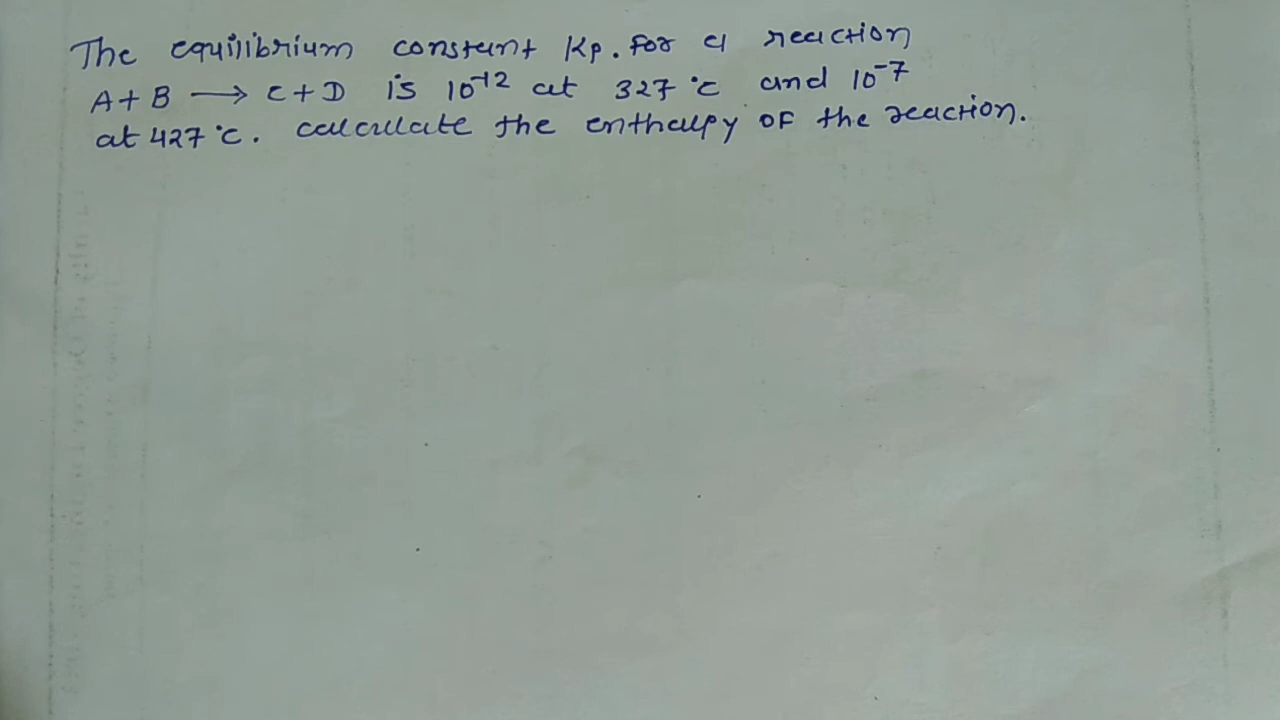 The equilibrium constant Kp. for a reaction
A + B → C + D is 10⁻¹² at 327 °C and 10⁻⁷
at 427 °C. calculate the enthalpy of the reaction.